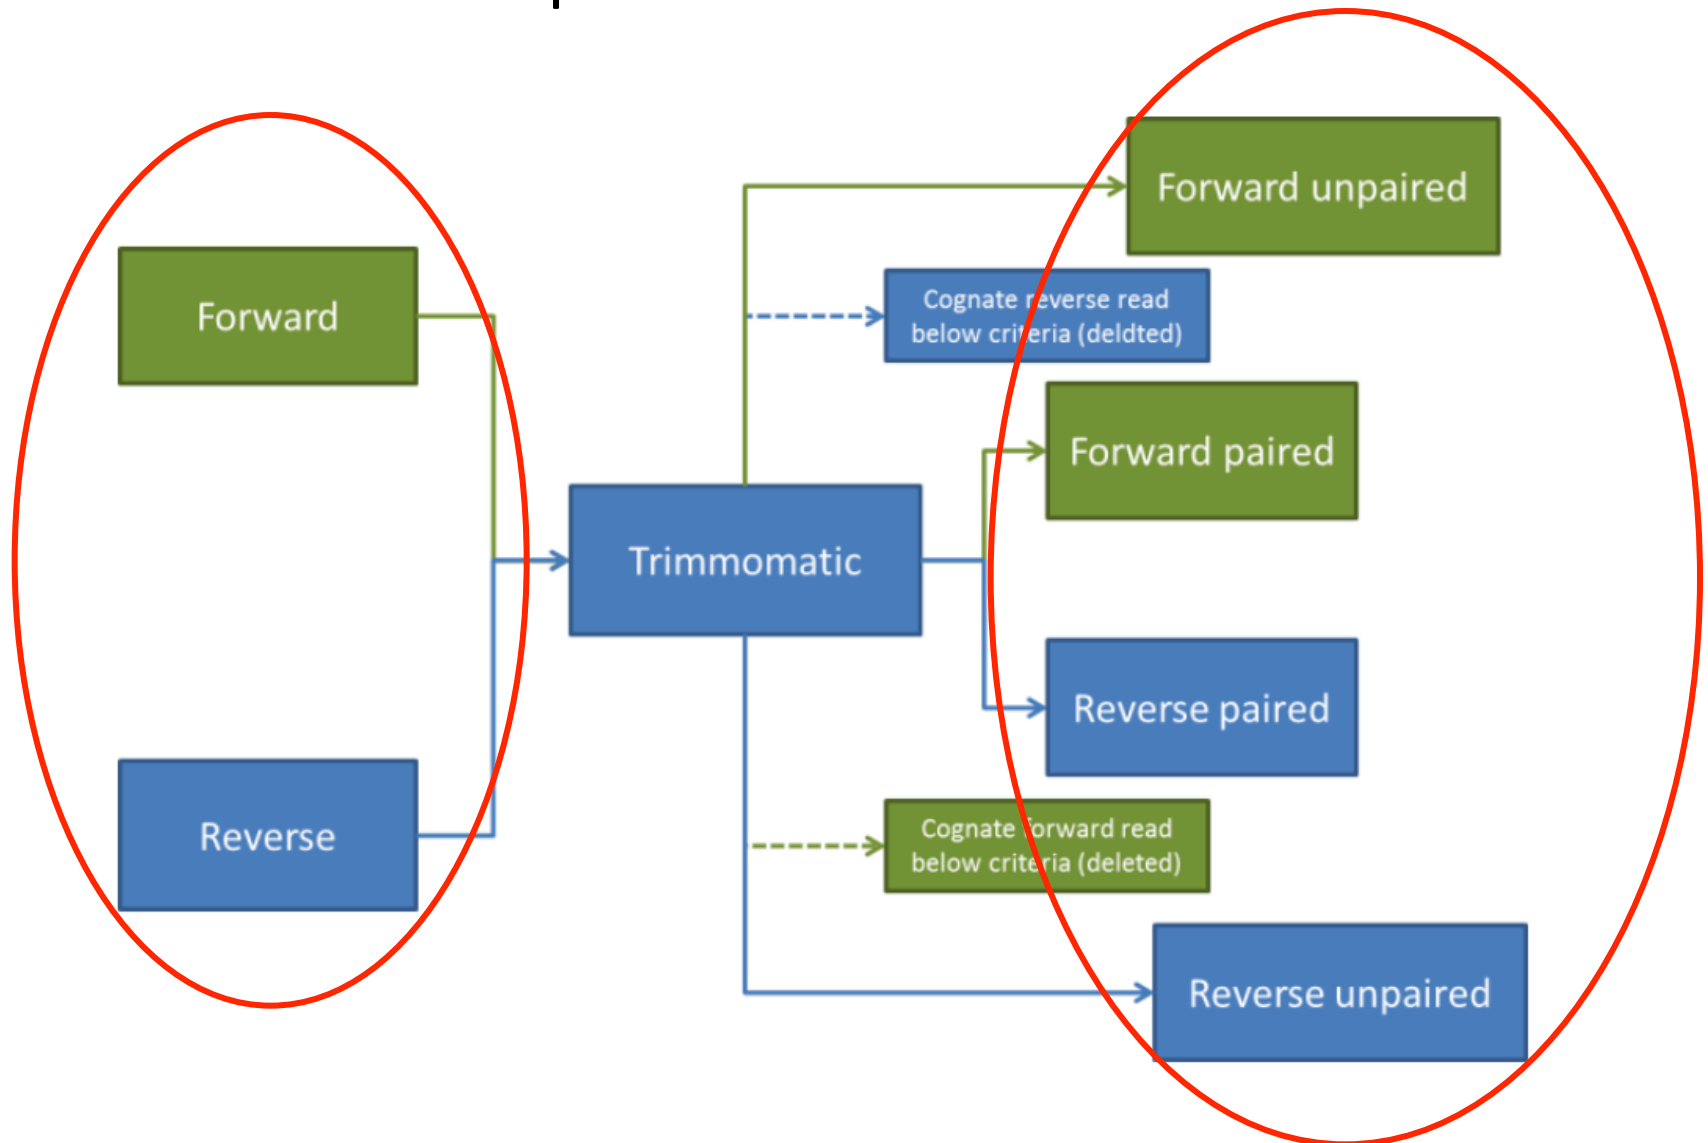 Forward unpaired
Cognate reverse read
below criteria (deldted)
Forward
Forward paired
Trimmomatic
Reverse paired
Reverse
Cognate forward read
below criteria (deleted)
Reverse unpaired